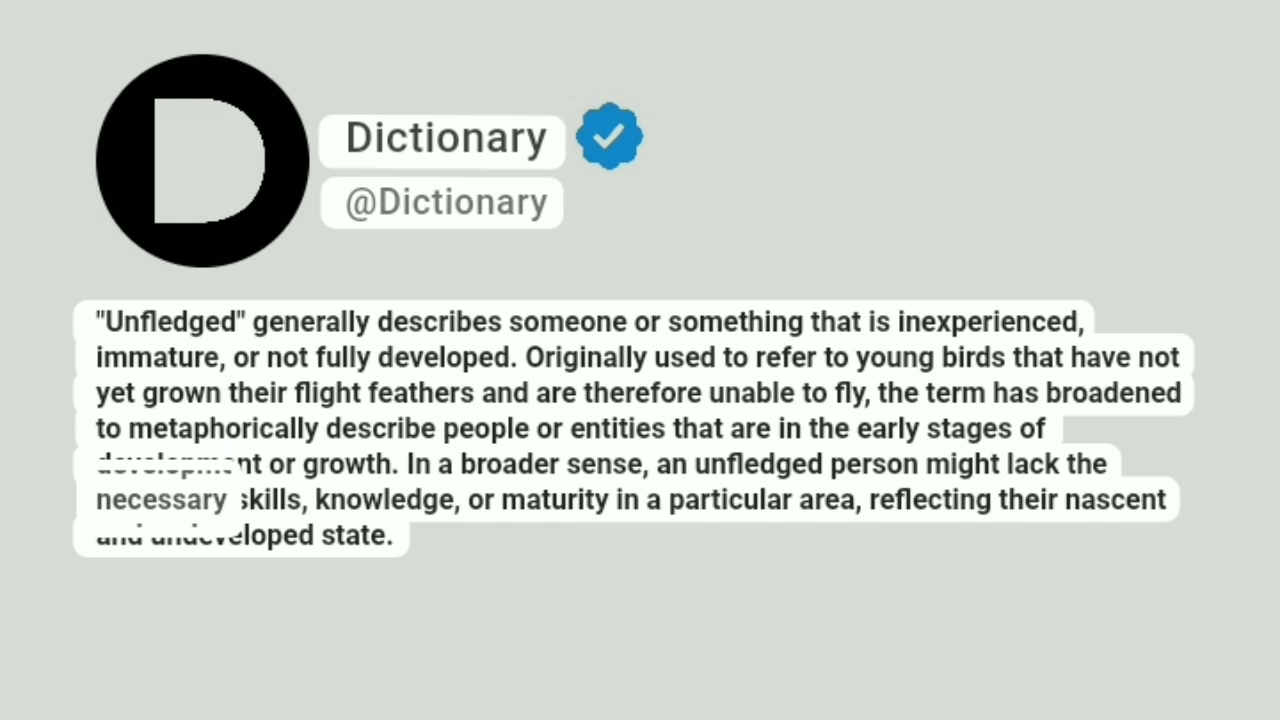 D
Dictionary
@Dictionary
"Unfledged" generally describes someone or something that is inexperienced,
immature, or not fully developed. Originally used to refer to young birds that have not
yet grown their flight feathers and are therefore unable to fly, the term has broadened
to metaphorically describe people or entities that are in the early stages of
development or growth. In a broader sense, an unfledged person might lack the
necessary skills, knowledge, or maturity in a particular area, reflecting their nascent
and undeveloped state.